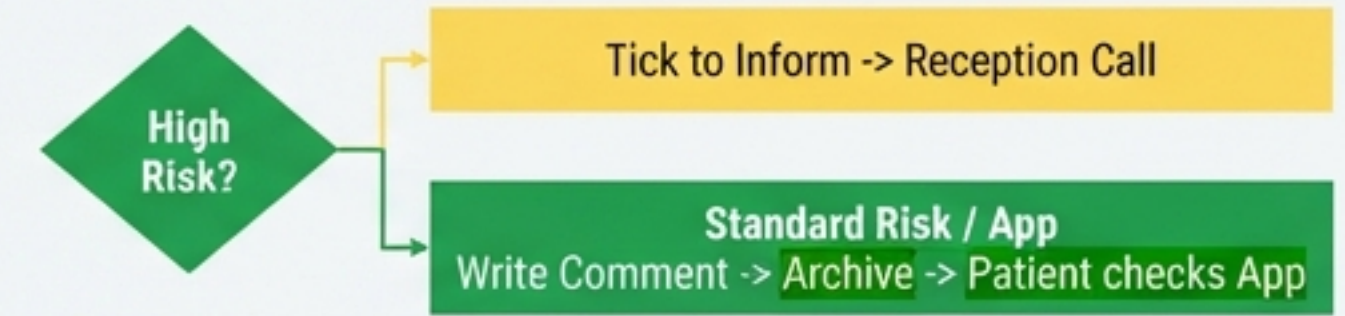 High
Risk?
Tick to Inform -> Reception Call
Standard Risk / App
Write Comment -> Archive -> Patient checks App